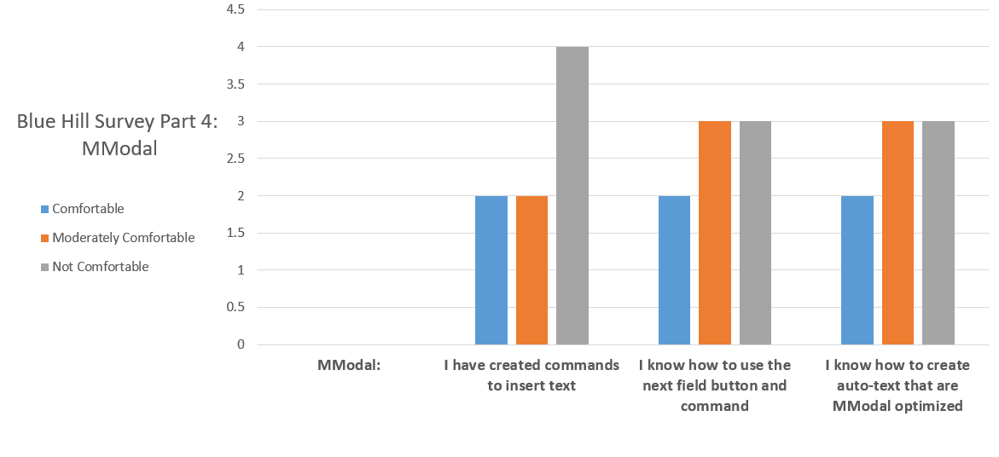 Blue Hill Survey Part 4:
MModal
Comfortable
Moderately Comfortable
Not Comfortable
4.5
4
3.5
3
2.5
2
1.5
1
0.5
0
MModal:
I have created commands
to insert text
I know how to use the
next field button and
command
I know how to create
auto-text that are
MModal optimized